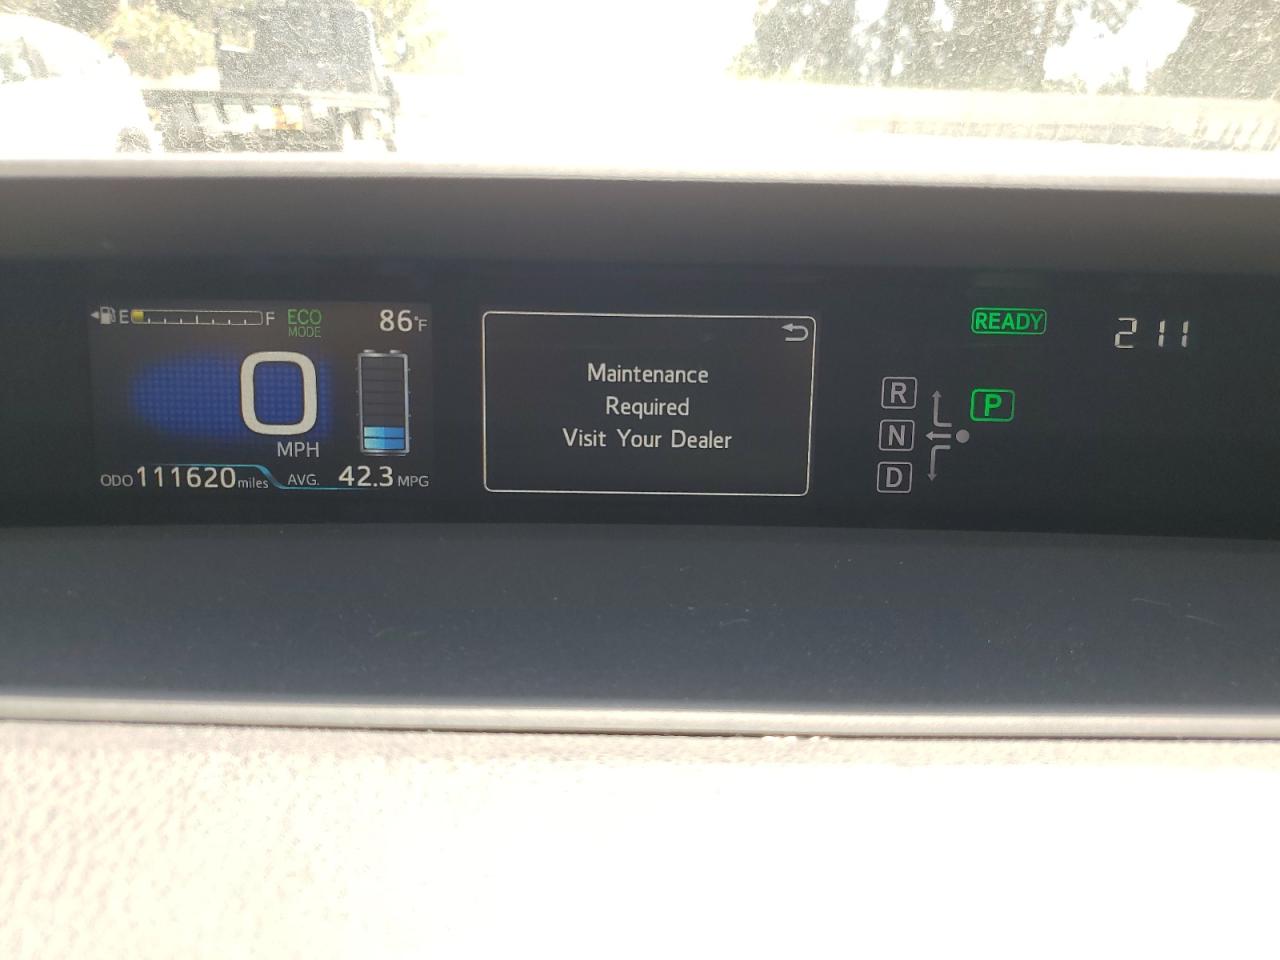 E F ECO 86°F
MODE
0
MPH
ODO 111620 miles AVG. 42.3 MPG
Maintenance
Required
Visit Your Dealer
READY 2 11
R
P
N
D